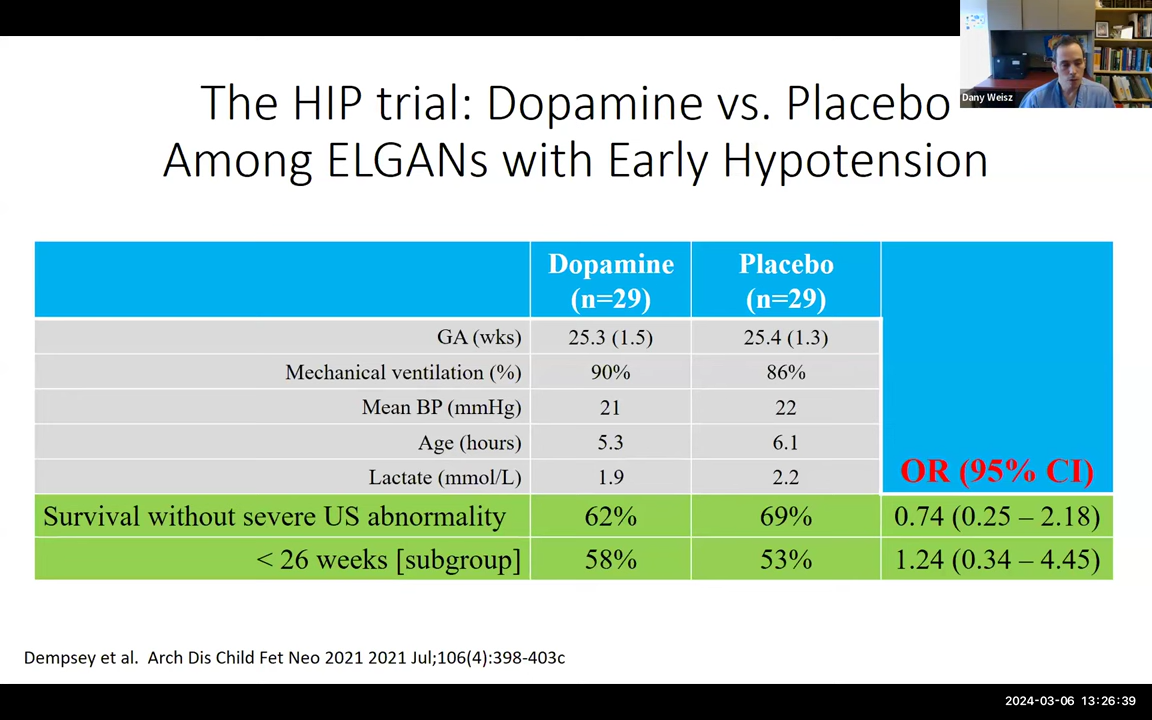 The HIP trial: Dopamine vs. Placebo
Among ELGANs with Early Hypotension
Dany Weisz
Dopamine (n=29) Placebo (n=29) OR (95% CI)
GA (wks) 25.3 (1.5) 25.4 (1.3)
Mechanical ventilation (%) 90% 86%
Mean BP (mmHg) 21 22
Age (hours) 5.3 6.1
Lactate (mmol/L) 1.9 2.2
Survival without severe US abnormality 62% 69% 0.74 (0.25 – 2.18)
< 26 weeks [subgroup] 58% 53% 1.24 (0.34 – 4.45)
Dempsey et al. Arch Dis Child Fet Neo 2021 2021 Jul;106(4):398-403c
2024-03-06 13:26:39